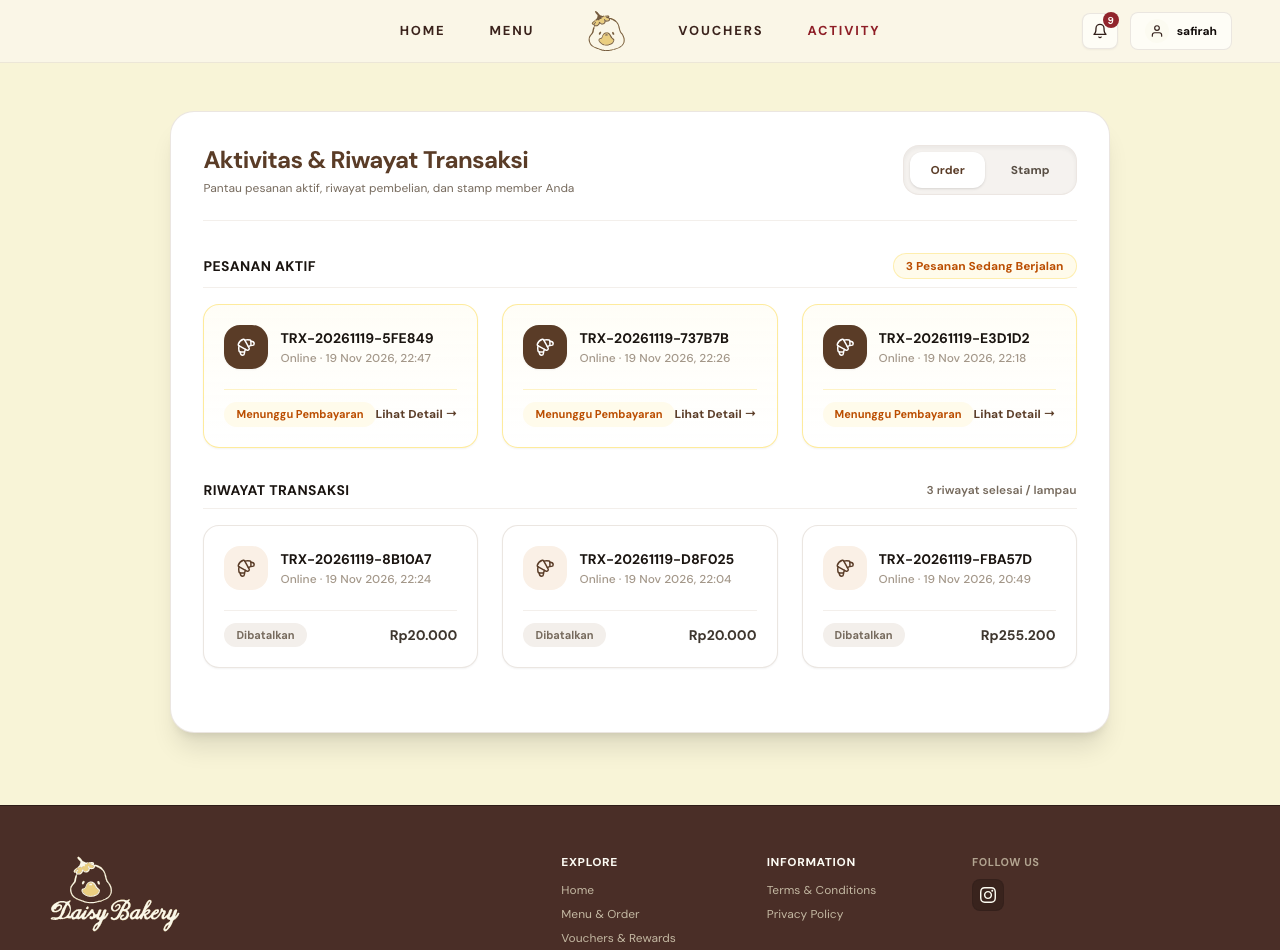 HOME MENU VOUCHERS ACTIVITY 9 safirah
Aktivitas & Riwayat Transaksi
Pantau pesanan aktif, riwayat pembelian, dan stamp member Anda
Order Stamp
PESANAN AKTIF 3 Pesanan Sedang Berjalan
TRX-20261119-5FE849
Online · 19 Nov 2026, 22:47
Menunggu Pembayaran Lihat Detail →
TRX-20261119-737B7B
Online · 19 Nov 2026, 22:26
Menunggu Pembayaran Lihat Detail →
TRX-20261119-E3D1D2
Online · 19 Nov 2026, 22:18
Menunggu Pembayaran Lihat Detail →
RIWAYAT TRANSAKSI 3 riwayat selesai / lampau
TRX-20261119-8B10A7
Online · 19 Nov 2026, 22:24
Dibatalkan Rp20.000
TRX-20261119-D8F025
Online · 19 Nov 2026, 22:04
Dibatalkan Rp20.000
TRX-20261119-FBA57D
Online · 19 Nov 2026, 20:49
Dibatalkan Rp255.200
Daisy Bakery
EXPLORE
Home
Menu & Order
Vouchers & Rewards
INFORMATION
Terms & Conditions
Privacy Policy
FOLLOW US